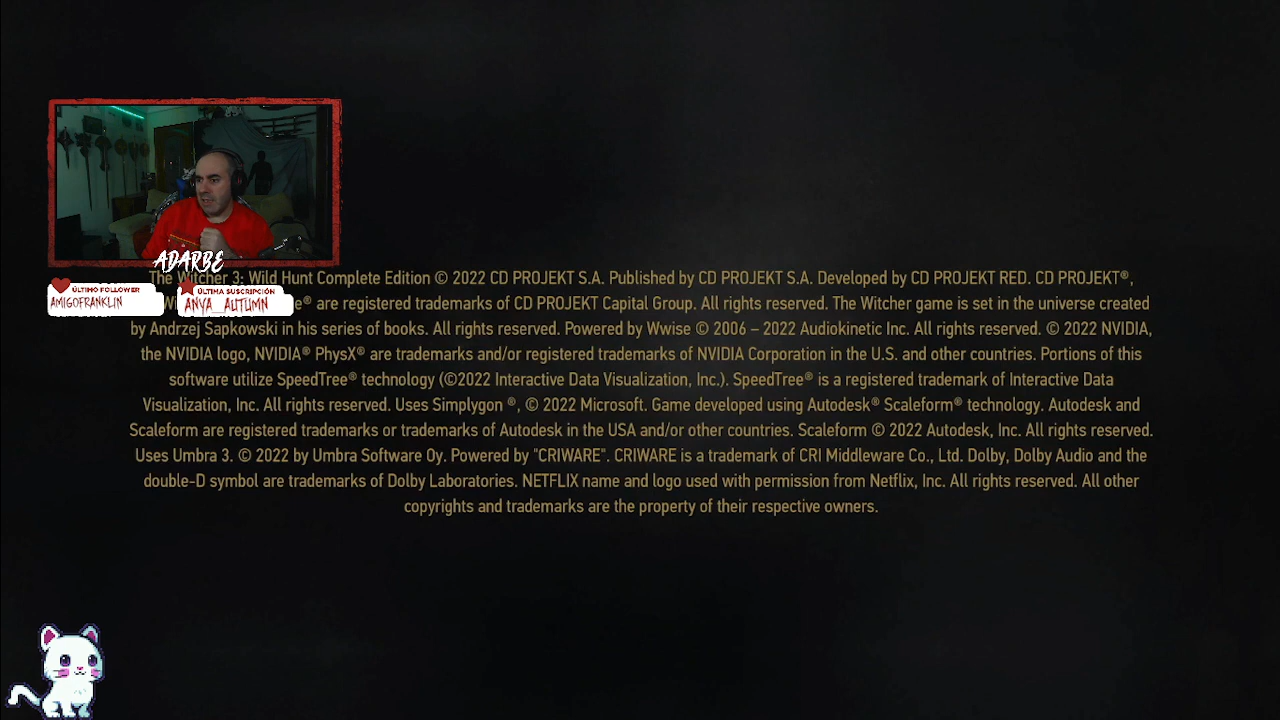 ADARBE
ÚLTIMO FOLLOWER
AMIGOFRANKLIN
ÚLTIMA SUSCRIPCIÓN
ANYA_AUTUMN
The Witcher 3: Wild Hunt Complete Edition © 2022 CD PROJEKT S.A. Published by CD PROJEKT S.A. Developed by CD PROJEKT RED. CD PROJEKT®,
e® are registered trademarks of CD PROJEKT Capital Group. All rights reserved. The Witcher game is set in the universe created
by Andrzej Sapkowski in his series of books. All rights reserved. Powered by Wwise © 2006 – 2022 Audiokinetic Inc. All rights reserved. © 2022 NVIDIA,
the NVIDIA logo, NVIDIA® PhysX® are trademarks and/or registered trademarks of NVIDIA Corporation in the U.S. and other countries. Portions of this
software utilize SpeedTree® technology (©2022 Interactive Data Visualization, Inc.). SpeedTree® is a registered trademark of Interactive Data
Visualization, Inc. All rights reserved. Uses Simplygon ®, © 2022 Microsoft. Game developed using Autodesk® Scaleform® technology. Autodesk and
Scaleform are registered trademarks or trademarks of Autodesk in the USA and/or other countries. Scaleform © 2022 Autodesk, Inc. All rights reserved.
Uses Umbra 3. © 2022 by Umbra Software Oy. Powered by "CRIWARE". CRIWARE is a trademark of CRI Middleware Co., Ltd. Dolby, Dolby Audio and the
double-D symbol are trademarks of Dolby Laboratories. NETFLIX name and logo used with permission from Netflix, Inc. All rights reserved. All other
copyrights and trademarks are the property of their respective owners.